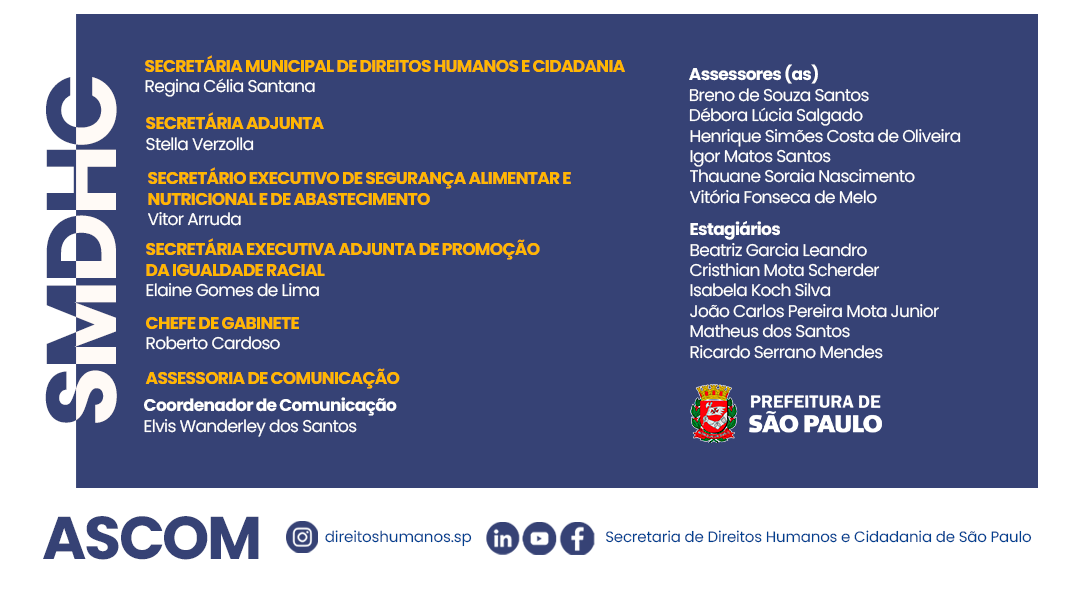 SMDHC
SECRETÁRIA MUNICIPAL DE DIREITOS HUMANOS E CIDADANIA
Regina Célia Santana
SECRETÁRIA ADJUNTA
Stella Verzolla
SECRETÁRIO EXECUTIVO DE SEGURANÇA ALIMENTAR E
NUTRICIONAL E DE ABASTECIMENTO
Vitor Arruda
SECRETÁRIA EXECUTIVA ADJUNTA DE PROMOÇÃO
DA IGUALDADE RACIAL
Elaine Gomes de Lima
CHEFE DE GABINETE
Roberto Cardoso
ASSESSORIA DE COMUNICAÇÃO
Coordenador de Comunicação
Elvis Wanderley dos Santos
Assessores (as)
Breno de Souza Santos
Débora Lúcia Salgado
Henrique Simões Costa de Oliveira
Igor Matos Santos
Thauane Soraia Nascimento
Vitória Fonseca de Melo
Estagiários
Beatriz Garcia Leandro
Cristhian Mota Scherder
Isabela Koch Silva
João Carlos Pereira Mota Junior
Matheus dos Santos
Ricardo Serrano Mendes
PREFEITURA DE
SÃO PAULO
ASCOM
direitoshumanos.sp
Secretaria de Direitos Humanos e Cidadania de São Paulo